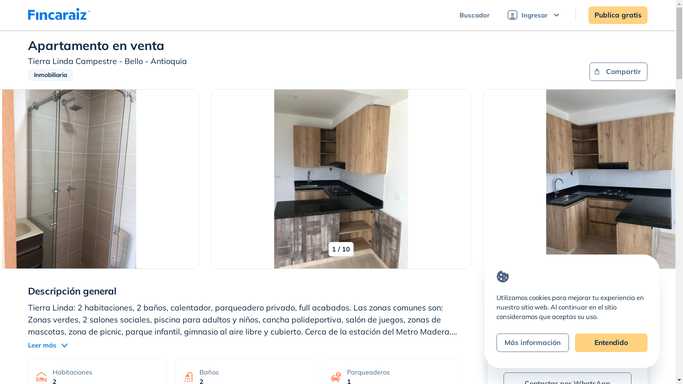 Fincaraiz
Buscador
Ingresar
Publica gratis
Apartamento en venta
Tierra Linda Campestre - Bello - Antioquia
Inmobiliaria
Compartir
1 / 10
Descripción general
Tierra Linda: 2 habitaciones, 2 baños, calentador, parqueadero privado, full acabados. Las zonas comunes son:
Zonas verdes, 2 salones sociales, piscina para adultos y niños, cancha polideportiva, salón de juegos, zonas de
mascotas, zona de picnic, parque infantil, gimnasio al aire libre y cubierto. Cerca de la estación del Metro Madera....
Leer más
Habitaciones
2
Baños
2
Parqueaderos
1
Utilizamos cookies para mejorar tu experiencia en
nuestro sitio web. Al continuar en el sitio
consideramos que aceptas su uso.
Más información
Entendido
Contactar por WhatsApp